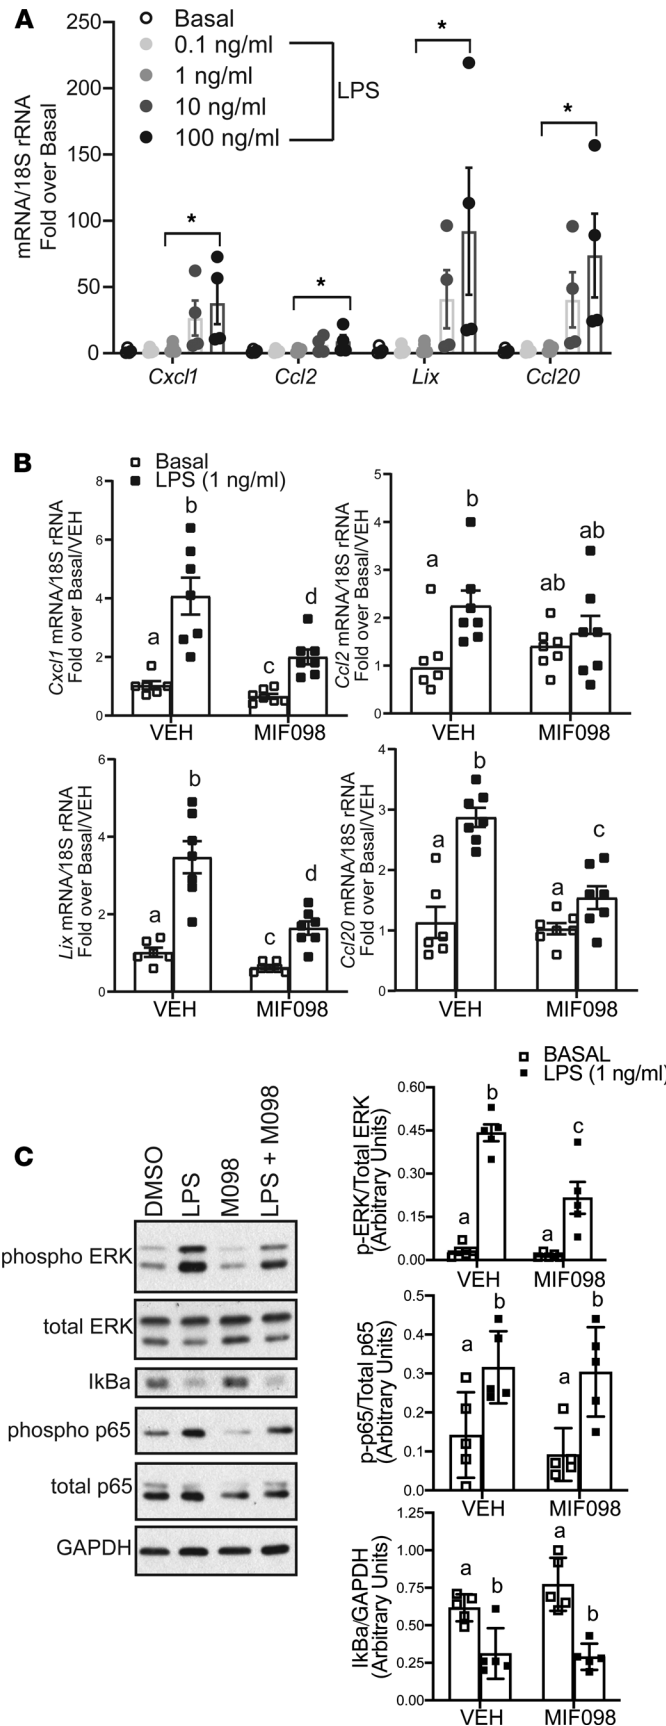 A
mRNA/18S rRNA
Fold over Basal
250
200
150
100
50
0
Basal
0.1 ng/ml
1 ng/ml
10 ng/ml
100 ng/ml
LPS
*
*
*
*
Cxcl1
Ccl2
Lix
Ccl20
B
Basal
LPS (1 ng/ml)
Cxcl1 mRNA/18S rRNA
Fold over Basal/VEH
8
6
4
2
0
a
b
c
d
VEH
MIF098
Ccl2 mRNA/18S rRNA
Fold over Basal/VEH
5
4
3
2
1
0
a
b
ab
ab
VEH
MIF098
Lix mRNA/18S rRNA
Fold over Basal/VEH
6
4
2
0
a
b
c
d
VEH
MIF098
Ccl20 mRNA/18S rRNA
Fold over Basal/VEH
4
3
2
1
0
a
b
a
c
VEH
MIF098
C
DMSO
LPS
M098
LPS + M098
phospho ERK
total ERK
IkBa
phospho p65
total p65
GAPDH
BASAL
LPS (1 ng/ml)
p-ERK/Total ERK
(Arbitrary Units)
0.60
0.45
0.30
0.15
0.00
a
b
a
c
VEH
MIF098
p-p65/Total p65
(Arbitrary Units)
0.5
0.4
0.3
0.2
0.1
0.0
a
b
a
b
VEH
MIF098
IkBa/GAPDH
(Arbitrary Units)
1.25
1.00
0.75
0.50
0.25
0.00
a
b
a
b
VEH
MIF098